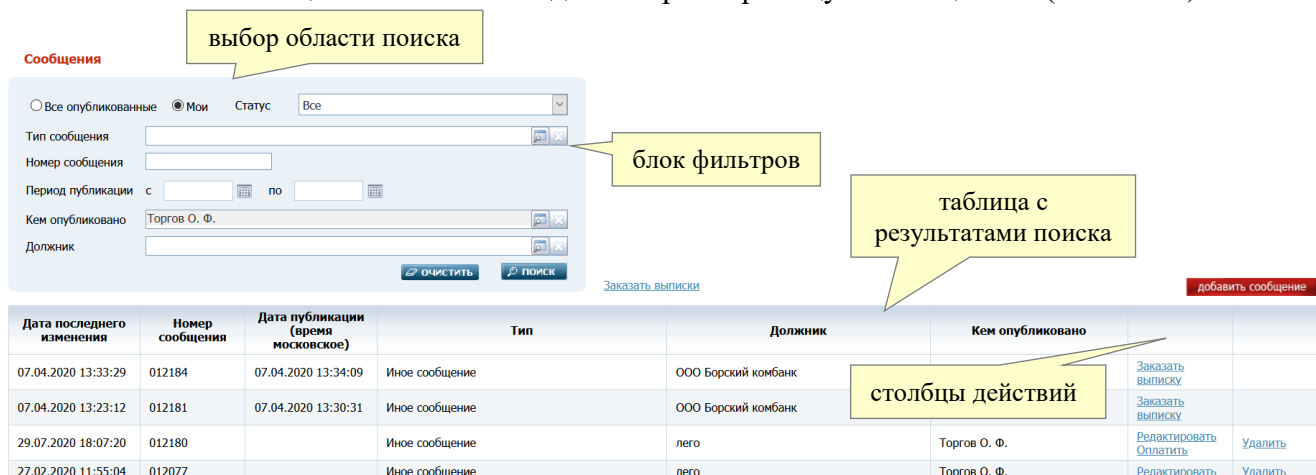 выбор области поиска
Сообщения
Все опубликованные Мои Статус Все
Тип сообщения
блок фильтров
Номер сообщения
Период публикации с по
Кем опубликовано Торгов О. Ф.
таблица с
результатами поиска
Должник
очистить поиск
Заказать выписки
добавить сообщение
Дата последнего
изменения
Номер
сообщения
Дата публикации
(время
московское)
Тип
Должник
Кем опубликовано
07.04.2020 13:33:29 012184 07.04.2020 13:34:09 Иное сообщение ООО Борский комбанк Заказать
выписку
столбцы действий
07.04.2020 13:23:12 012181 07.04.2020 13:30:31 Иное сообщение ООО Борский комбанк Заказать
выписку
29.07.2020 18:07:20 012180 Иное сообщение лего Торгов О. Ф. Редактировать Удалить
Оплатить
27.02.2020 11:55:04 012077 Иное сообщение лего Торгов О. Ф. Редактировать Удалить